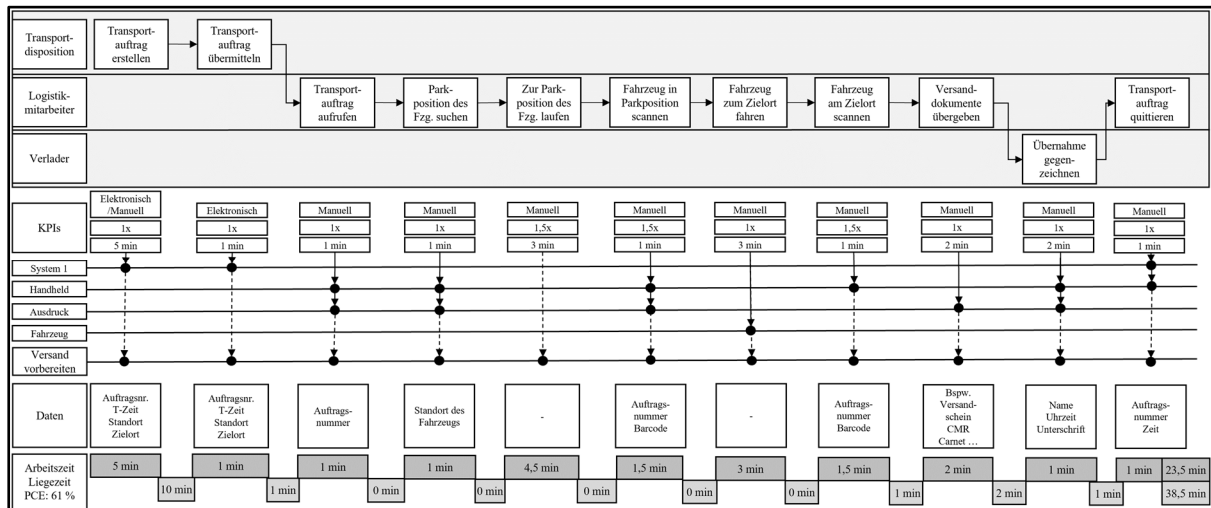 Transport-
disposition
Transport-
auftrag
erstellen
Transport-
auftrag
übermitteln
Logistik-
mitarbeiter
Transport-
auftrag
aufrufen
Park-
position des
Fzg. suchen
Zur Park-
position des
Fzg. laufen
Fahrzeug in
Parkposition
scannen
Fahrzeug
zum Zielort
fahren
Fahrzeug
am Zielort
scannen
Versand-
dokumente
übergeben
Transport-
auftrag
quittieren
Verlader
Übernahme
gegen-
zeichnen
KPIs
Elektronisch
/Manuell
1x
5 min
Elektronisch
1x
1 min
Manuell
1x
1 min
Manuell
1x
1 min
Manuell
1,5x
3 min
Manuell
1,5x
1 min
Manuell
1x
3 min
Manuell
1,5x
1 min
Manuell
1x
2 min
Manuell
1x
2 min
Manuell
1x
1 min
System 1
Handheld
Ausdruck
Fahrzeug
Versand
vorbereiten
Daten
Auftragsnr.
T-Zeit
Standort
Zielort
Auftragsnr.
T-Zeit
Standort
Zielort
Auftrags-
nummer
Standort des
Fahrzeugs
-
Auftrags-
nummer
Barcode
-
Auftrags-
nummer
Barcode
Bspw.
Versand-
schein
CMR
Carnet ...
Name
Uhrzeit
Unterschrift
Auftrags-
nummer
Zeit
Arbeitszeit
Liegezeit
PCE: 61 %
5 min
1 min
1 min
1 min
4,5 min
1,5 min
3 min
1,5 min
2 min
1 min
1 min
23,5 min
10 min
1 min
0 min
0 min
0 min
0 min
0 min
1 min
2 min
1 min
38,5 min